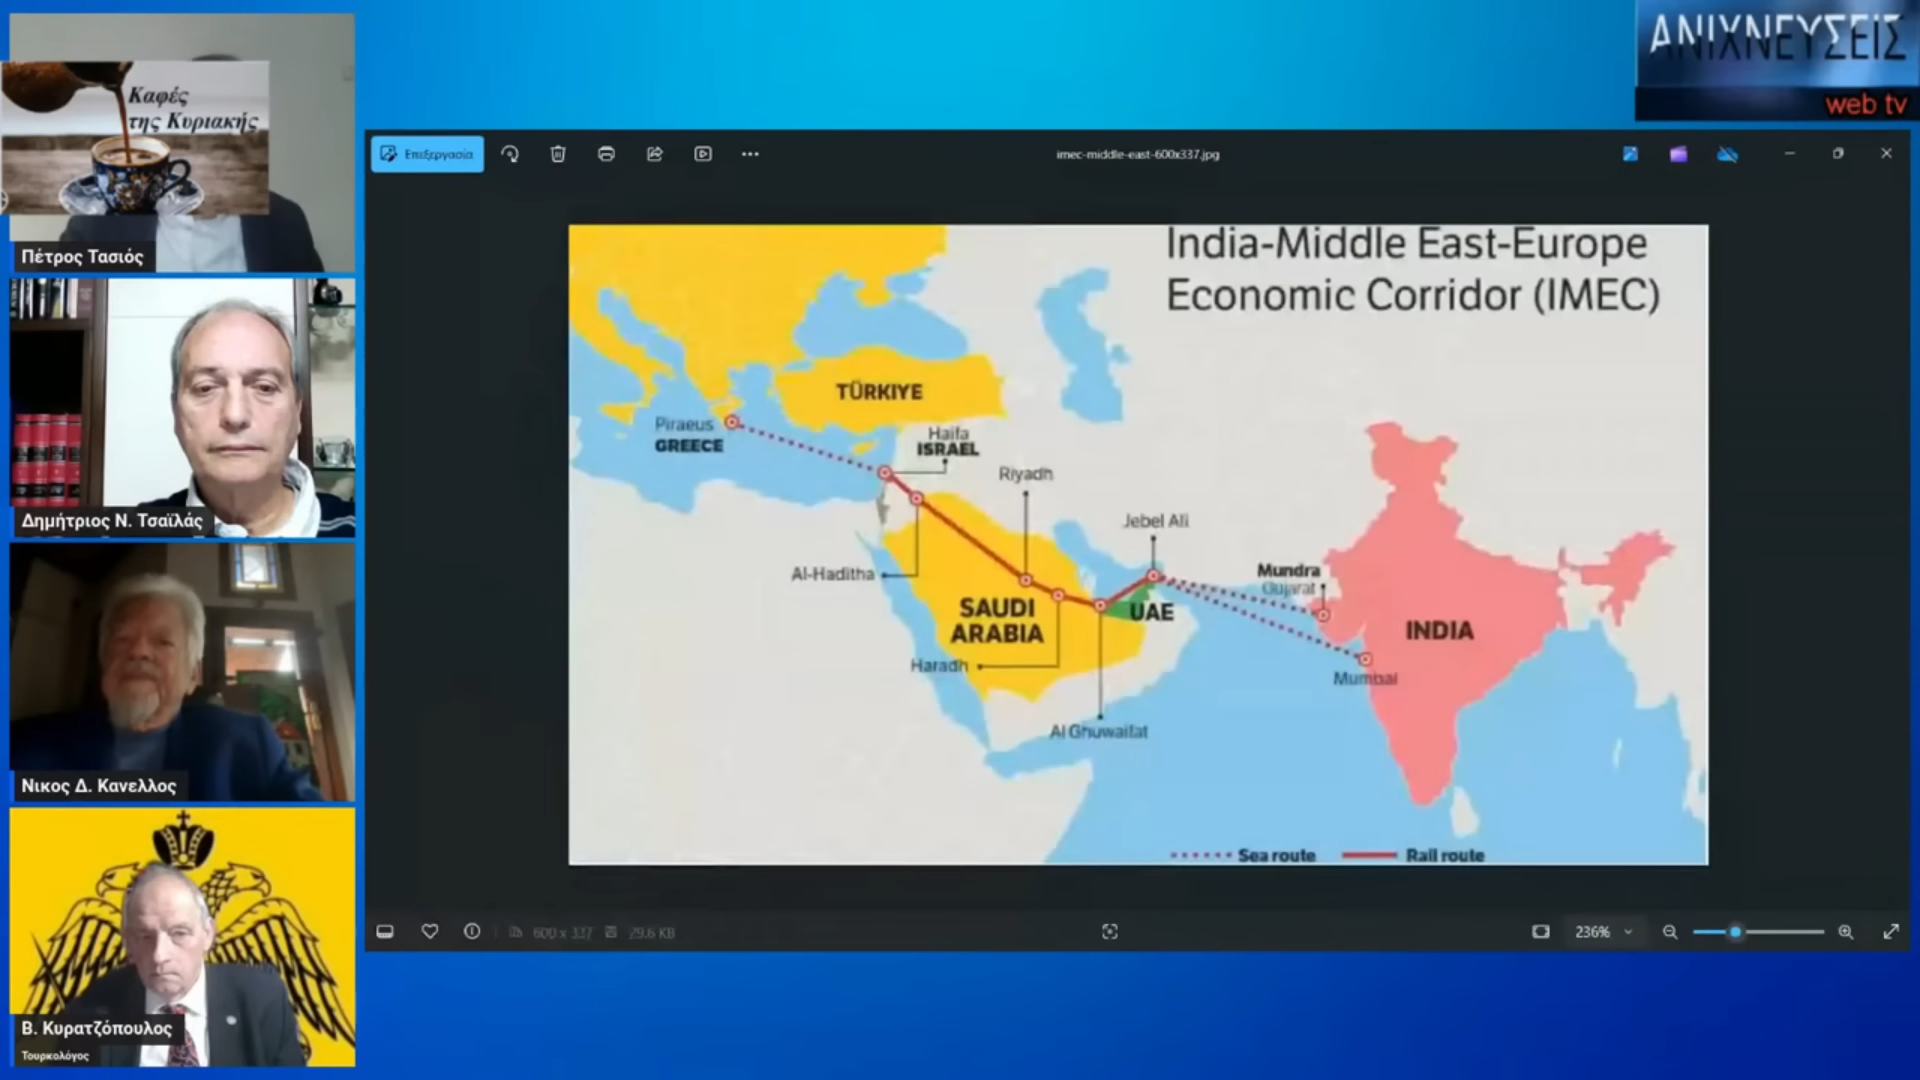 ΑΝΙΧΝΕΥΣΕΙΣ
web tv
Καφές
της Κυριακής
Πέτρος Τασιός
Δημήτριος Ν. Τσαϊλάς
Νικος Δ. Κανελλος
Β. Κυρατζόπουλος
Τουρκολόγος
Επεξεργασία
imec-middle-east-600x337.jpg
India-Middle East-Europe
Economic Corridor (IMEC)
TÜRKIYE
Piraeus
GREECE
Haifa
ISRAEL
Riyadh
Jebel Ali
Al-Haditha
Mundra
Gujarat
SAUDI
ARABIA
UAE
INDIA
Haradh
Mumbai
Al Ghuwaifat
Sea route
Rail route
600 x 337
29.6 KB
236%